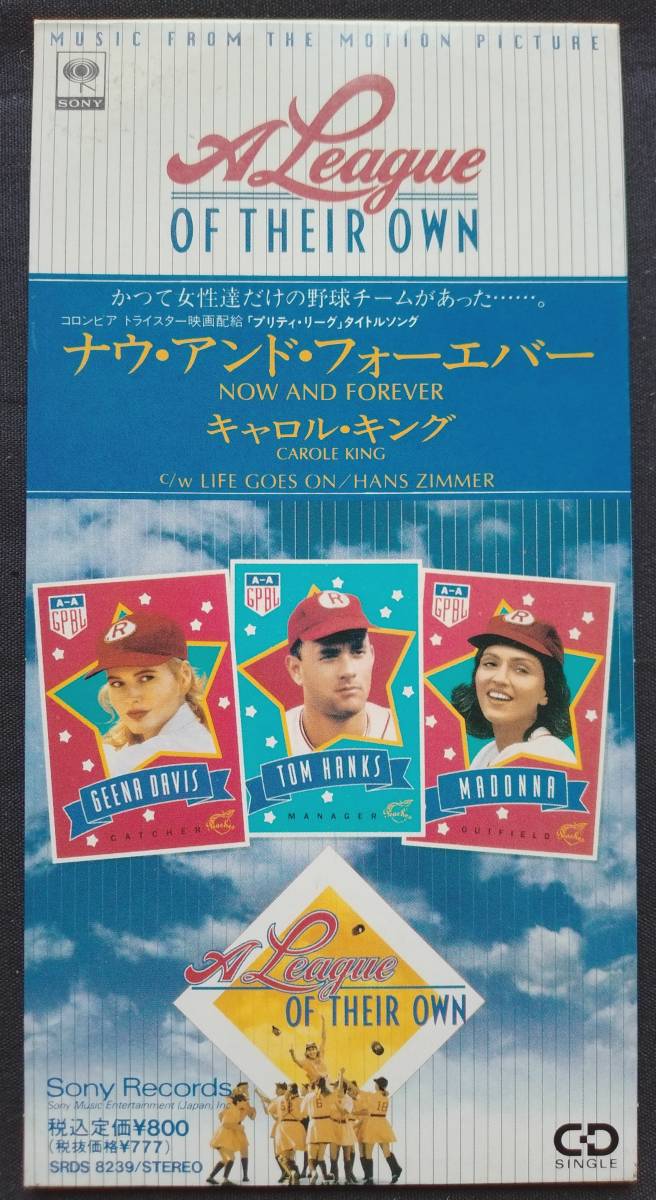 MUSIC FROM THE MOTION PICTURE
SONY
A League
OF THEIR OWN
かつて女性達だけの野球チームがあった……。
コロンビア トライスター映画配給「プリティ・リーグ」タイトルソング
ナウ・アンド・フォーエバー
NOW AND FOREVER
キャロル・キング
CAROLE KING
c/w LIFE GOES ON/HANS ZIMMER
A-A
GPBL
R
GEENA DAVIS
CATCHER
Peaches
A-A
GPBL
R
TOM HANKS
MANAGER
Peaches
A-A
GPBL
R
MADONNA
OUTFIELD
Peaches
A League
OF THEIR OWN
Sony Records
Sony Music Entertainment (Japan) Inc.
税込定価¥800
(税抜価格¥777)
SRDS 8239/STEREO
CD
SINGLE